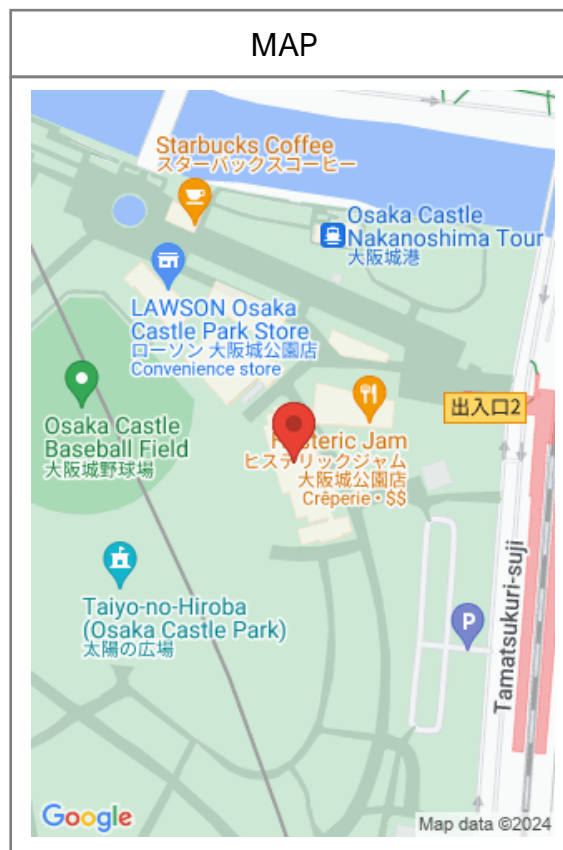 MAP
Starbucks Coffee
スターバックスコーヒー
Osaka Castle
Nakanoshima Tour
大阪城港
LAWSON Osaka
Castle Park Store
ローソン 大阪城公園店
Convenience store
出入口2
Osaka Castle
Baseball Field
大阪城野球場
Jam
ヒステリックジャム
大阪城公園店
Crêperie・$$
Taiyo-no-Hiroba
(Osaka Castle Park)
太陽の広場
P
Tamatsukuri-suji
Google
Map data ©2024